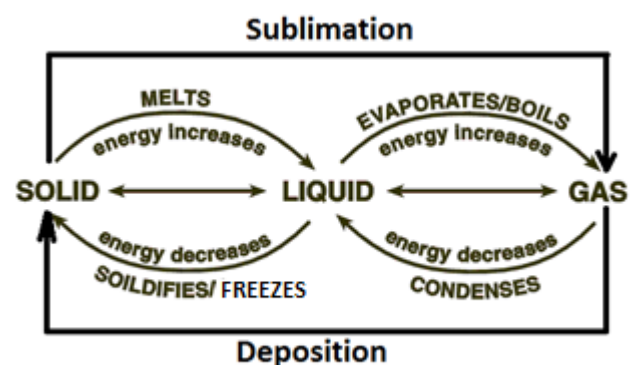 Sublimation
MELTS
energy increases
EVAPORATES/BOILS
energy increases
SOLID
LIQUID
GAS
energy decreases
SOILDIFIES/ FREEZES
energy decreases
CONDENSES
Deposition